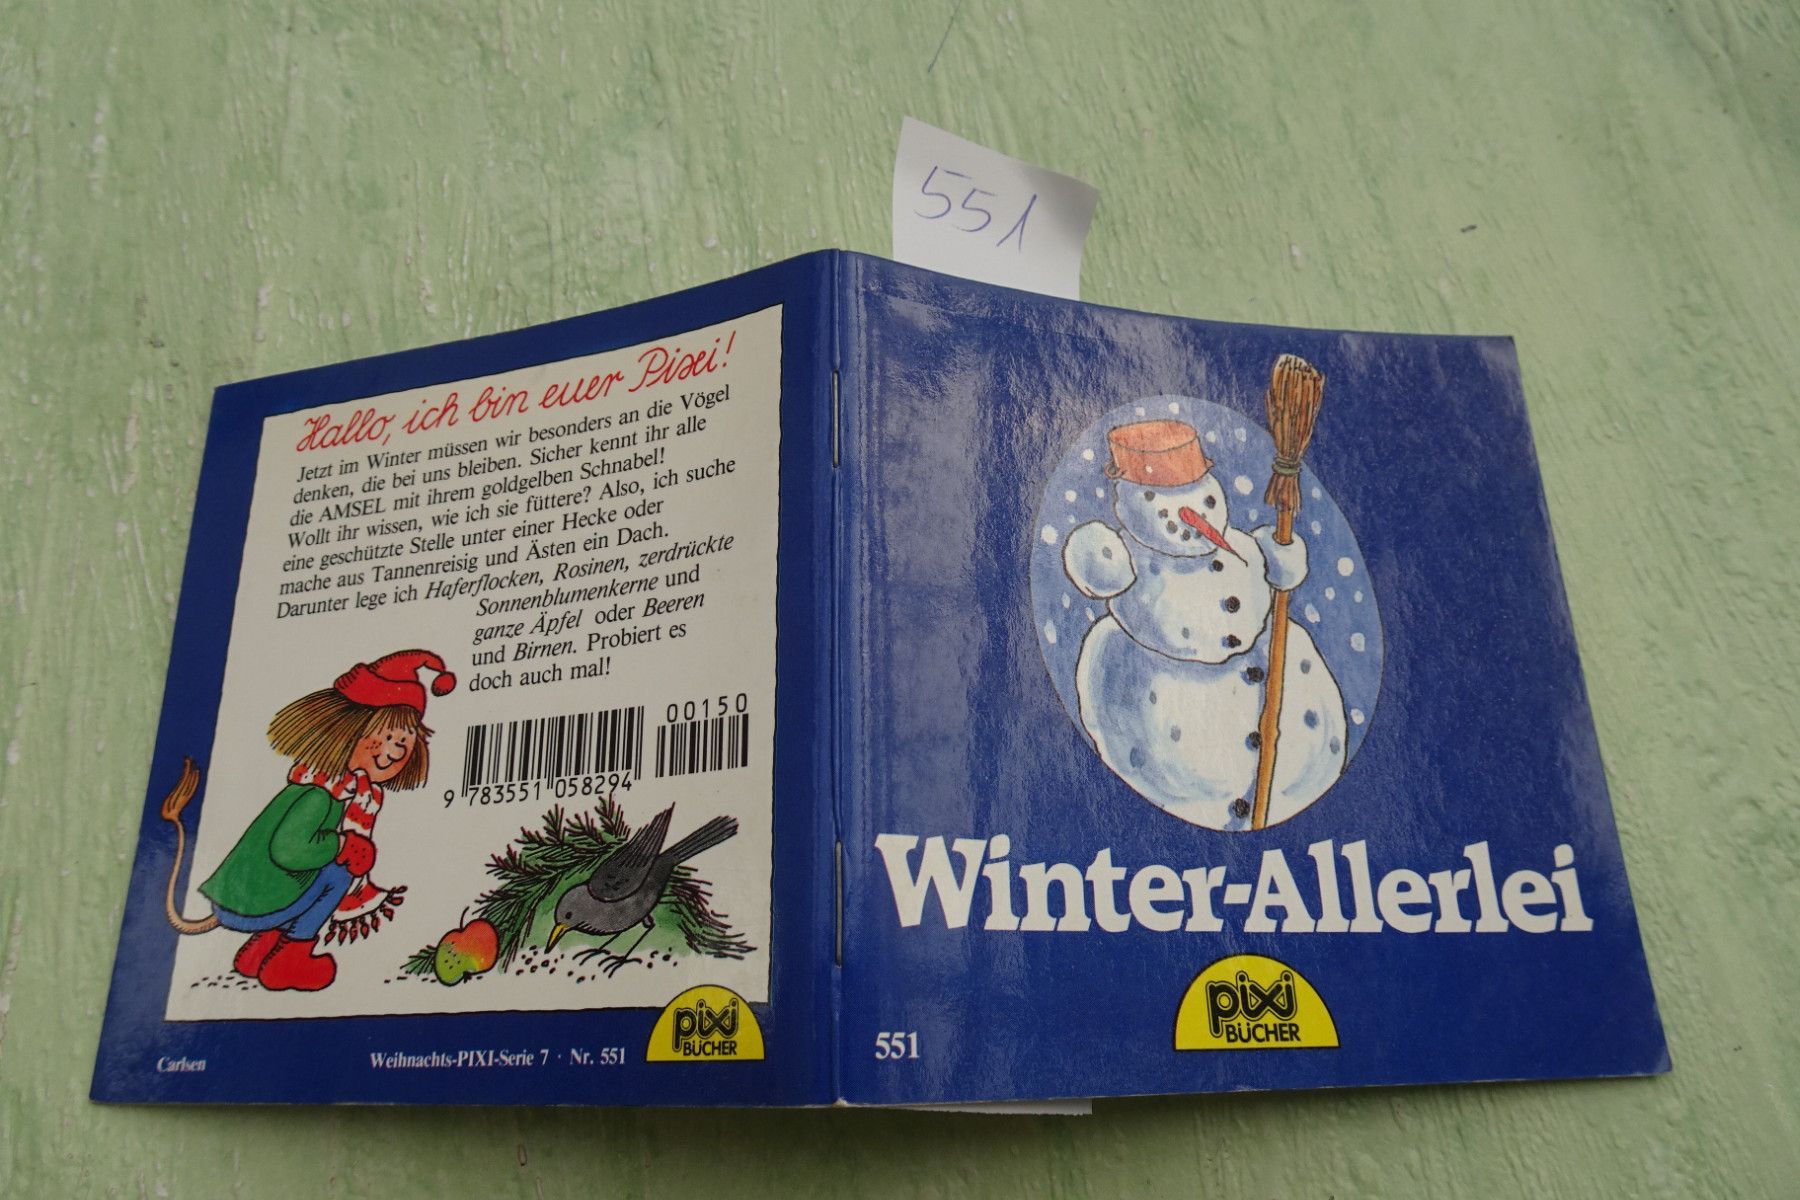 551
Hallo, ich bin euer Pixi!
Jetzt im Winter müssen wir besonders an die Vögel
denken, die bei uns bleiben. Sicher kennt ihr alle
die AMSEL mit ihrem goldgelben Schnabel!
Wollt ihr wissen, wie ich sie füttere? Also, ich suche
eine geschützte Stelle unter einer Hecke oder
mache aus Tannenreisig und Ästen ein Dach.
Darunter lege ich Haferflocken, Rosinen, zerdrückte
Sonnenblumenkerne und
ganze Äpfel oder Beeren
und Birnen. Probiert es
doch auch mal!
00150
9 783551 058294
pixi
BÜCHER
Carlsen
Weihnachts-PIXI-Serie 7 · Nr. 551
Winter-Allerlei
pixi
BÜCHER
551